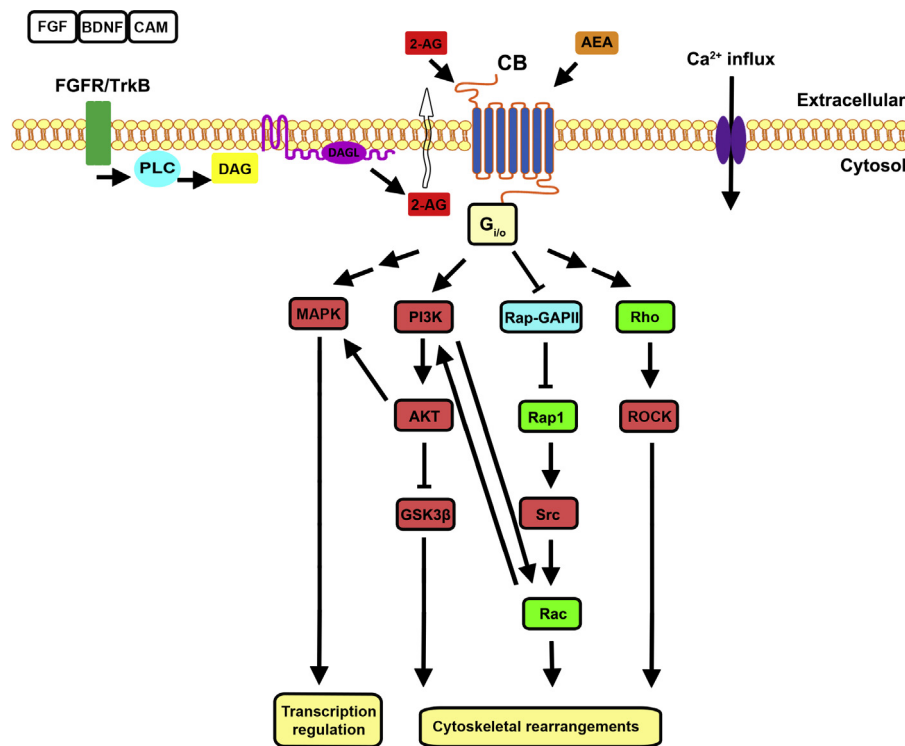 FGF BDNF CAM
2-AG
AEA
CB
Ca²⁺ influx
FGFR/TrkB
Extracellular
DAGL
Cytosol
PLC
DAG
2-AG
Gi/o
MAPK
PI3K
Rap-GAPII
Rho
AKT
Rap1
ROCK
GSK3β
Src
Rac
Transcription
regulation
Cytoskeletal rearrangements